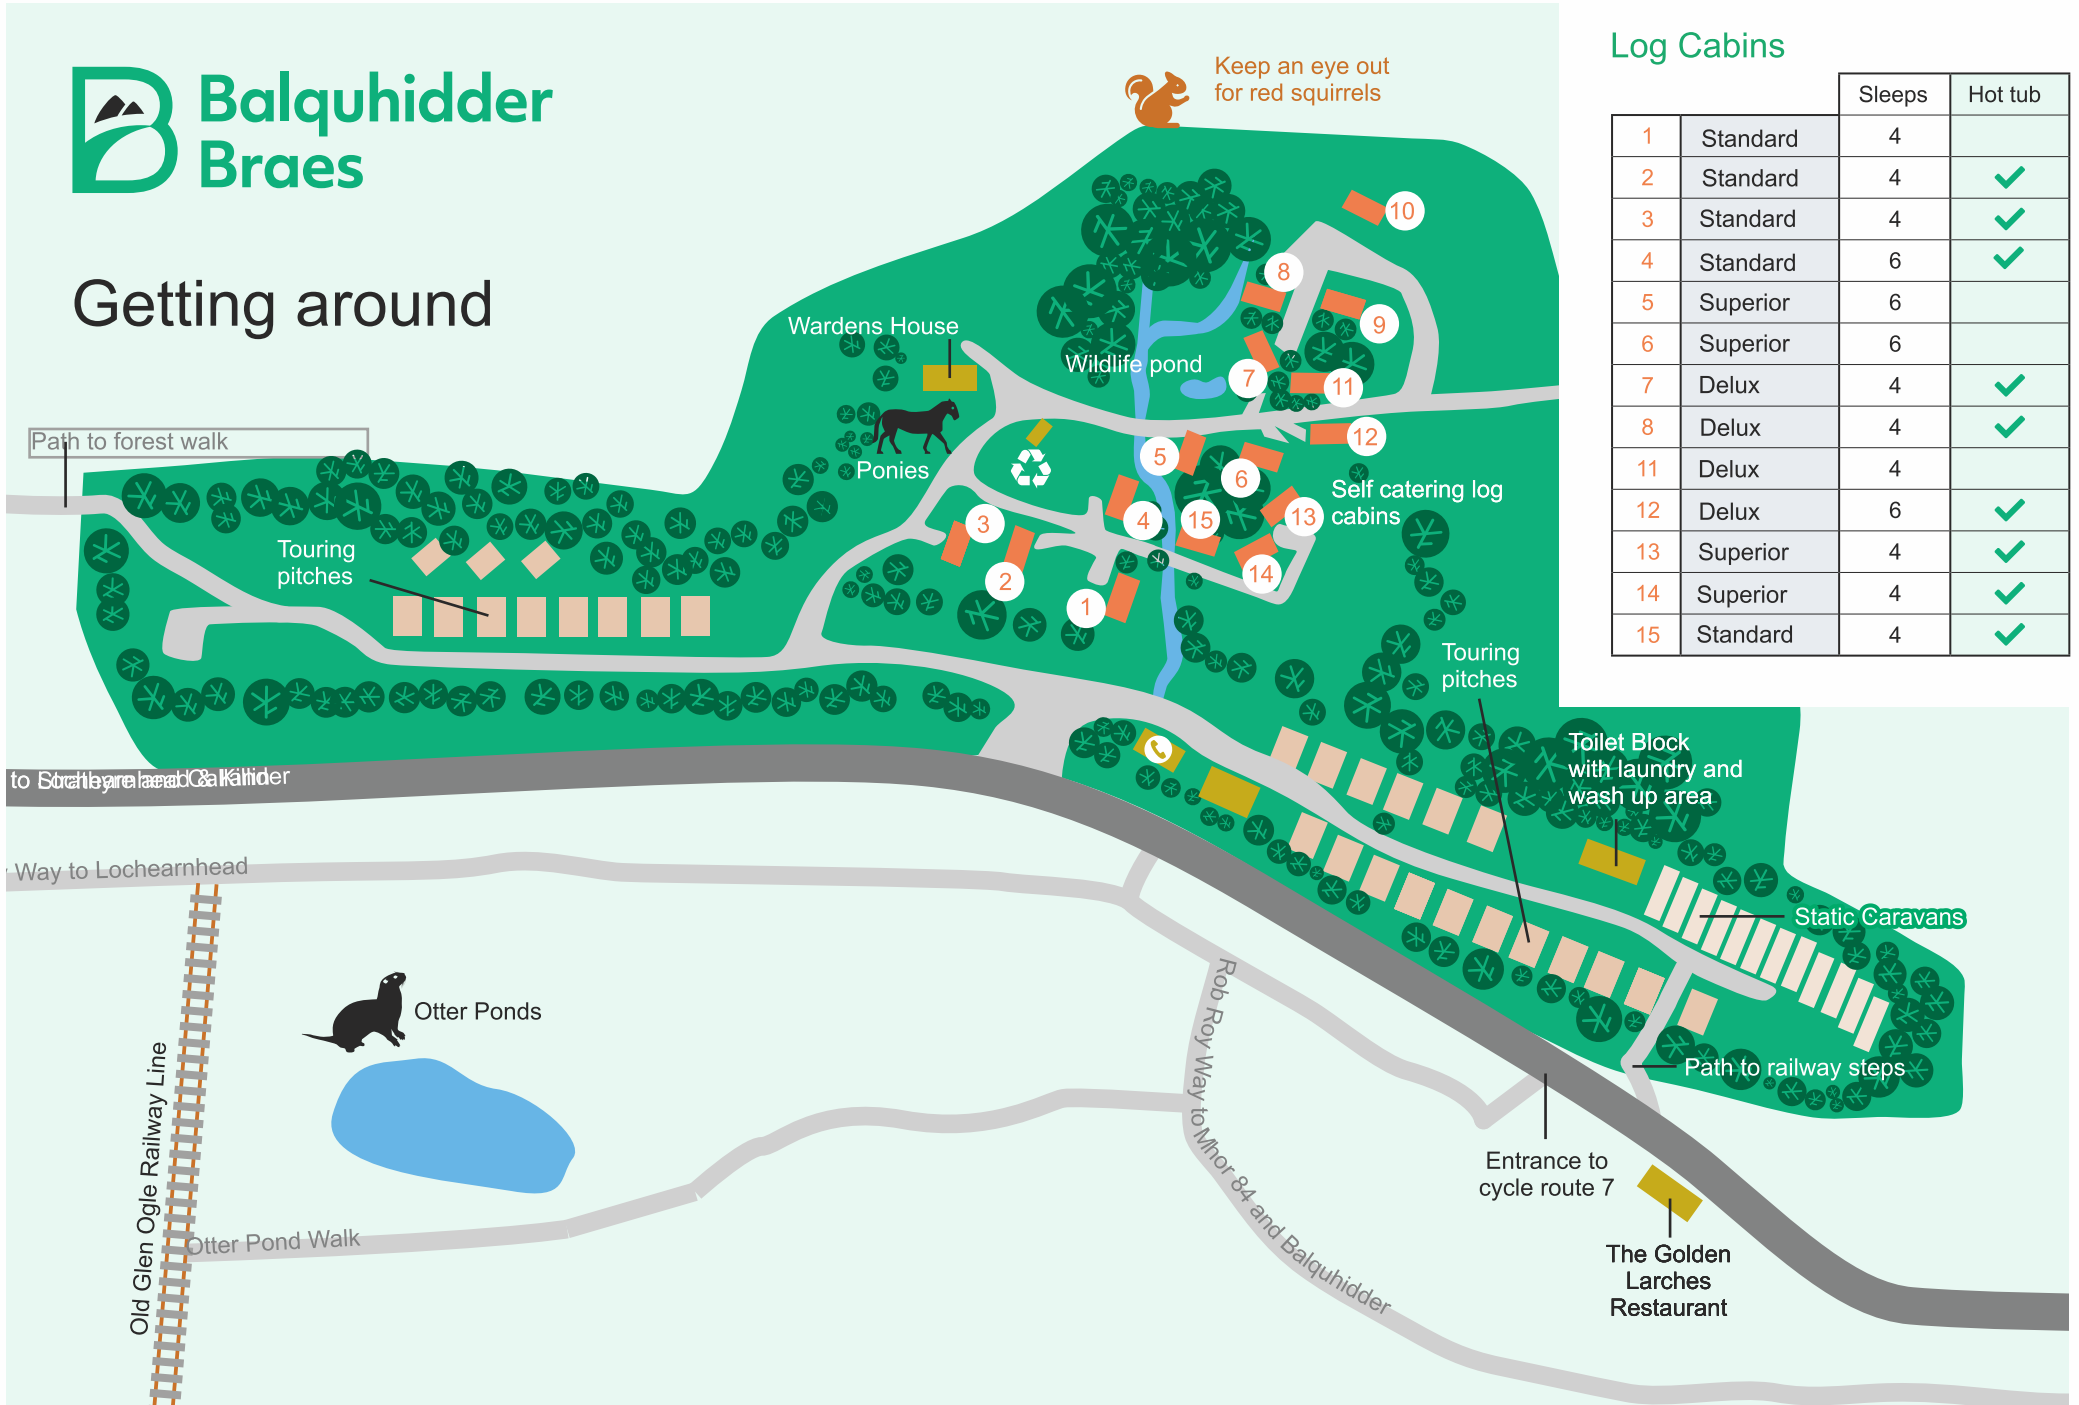 Balquhidder
Braes
Getting around
Keep an eye out
for red squirrels
Log Cabins
Sleeps Hot tub
1 Standard 4
2 Standard 4 ✓
3 Standard 4 ✓
4 Standard 6 ✓
5 Superior 6
6 Superior 6
7 Delux 4 ✓
8 Delux 4 ✓
11 Delux 4
12 Delux 6 ✓
13 Superior 4 ✓
14 Superior 4 ✓
15 Standard 4 ✓
10
8
9
Wardens House
Wildlife pond
7
11
12
Path to forest walk
Ponies
5
6
Self catering log
cabins
3
4
15
13
Touring
pitches
2
14
1
Touring
pitches
Toilet Block
with laundry and
wash up area
Static Caravans
Way to Lochearnhead
Otter Ponds
Rob Roy Way to Mhor 84 and Balquhidder
Path to railway steps
Entrance to
cycle route 7
Old Glen Ogle Railway Line
Otter Pond Walk
The Golden
Larches
Restaurant